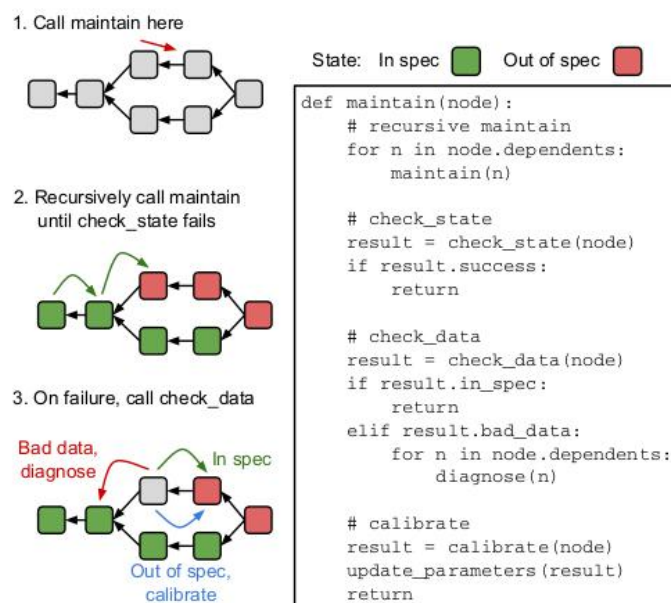 1. Call maintain here
2. Recursively call maintain
until check_state fails
3. On failure, call check_data
Bad data,
diagnose
In spec
Out of spec,
calibrate
State: In spec Out of spec
def maintain(node):
    # recursive maintain
    for n in node.dependents:
        maintain(n)
    # check_state
    result = check_state(node)
    if result.success:
        return
    # check_data
    result = check_data(node)
    if result.in_spec:
        return
    elif result.bad_data:
        for n in node.dependents:
            diagnose(n)
    # calibrate
    result = calibrate(node)
    update_parameters(result)
    return